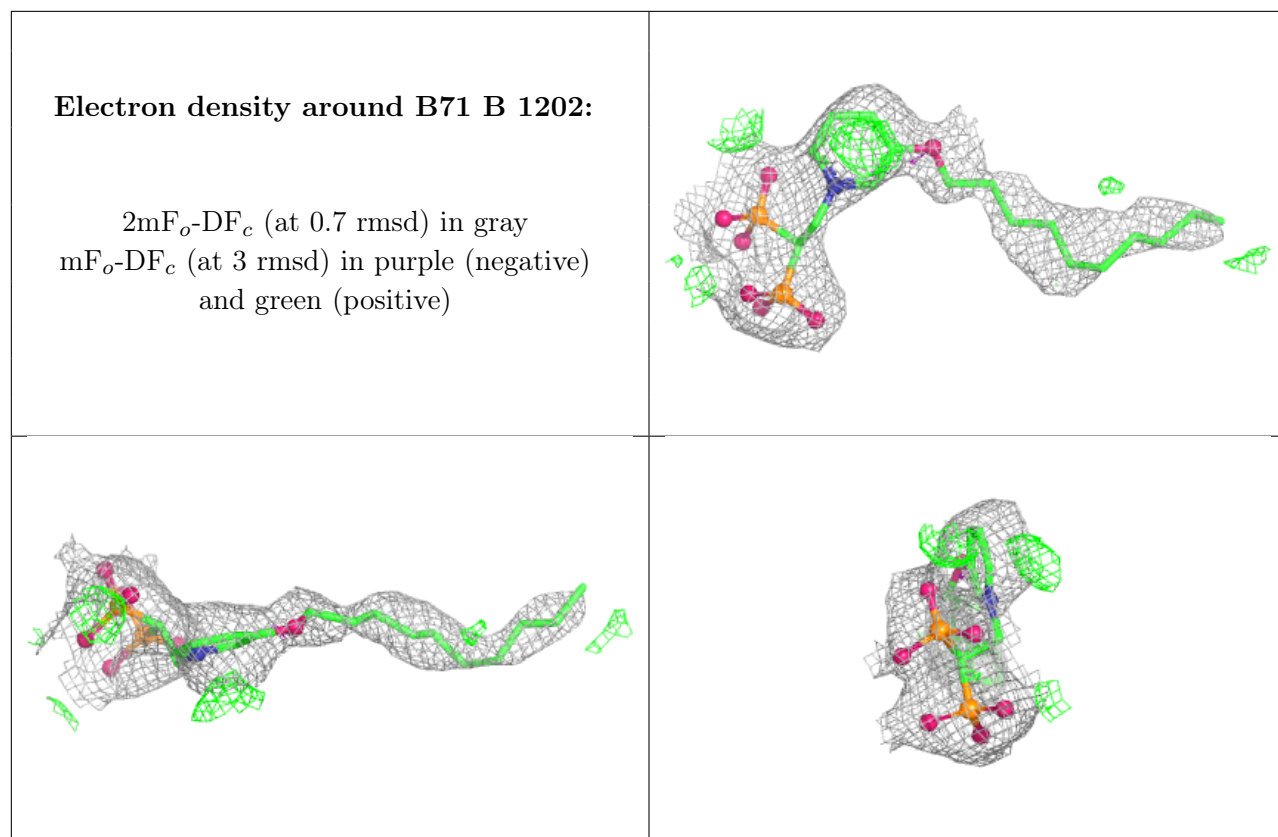 Electron density around B71 B 1202:
2mFo-DFc (at 0.7 rmsd) in gray
mFo-DFc (at 3 rmsd) in purple (negative)
and green (positive)